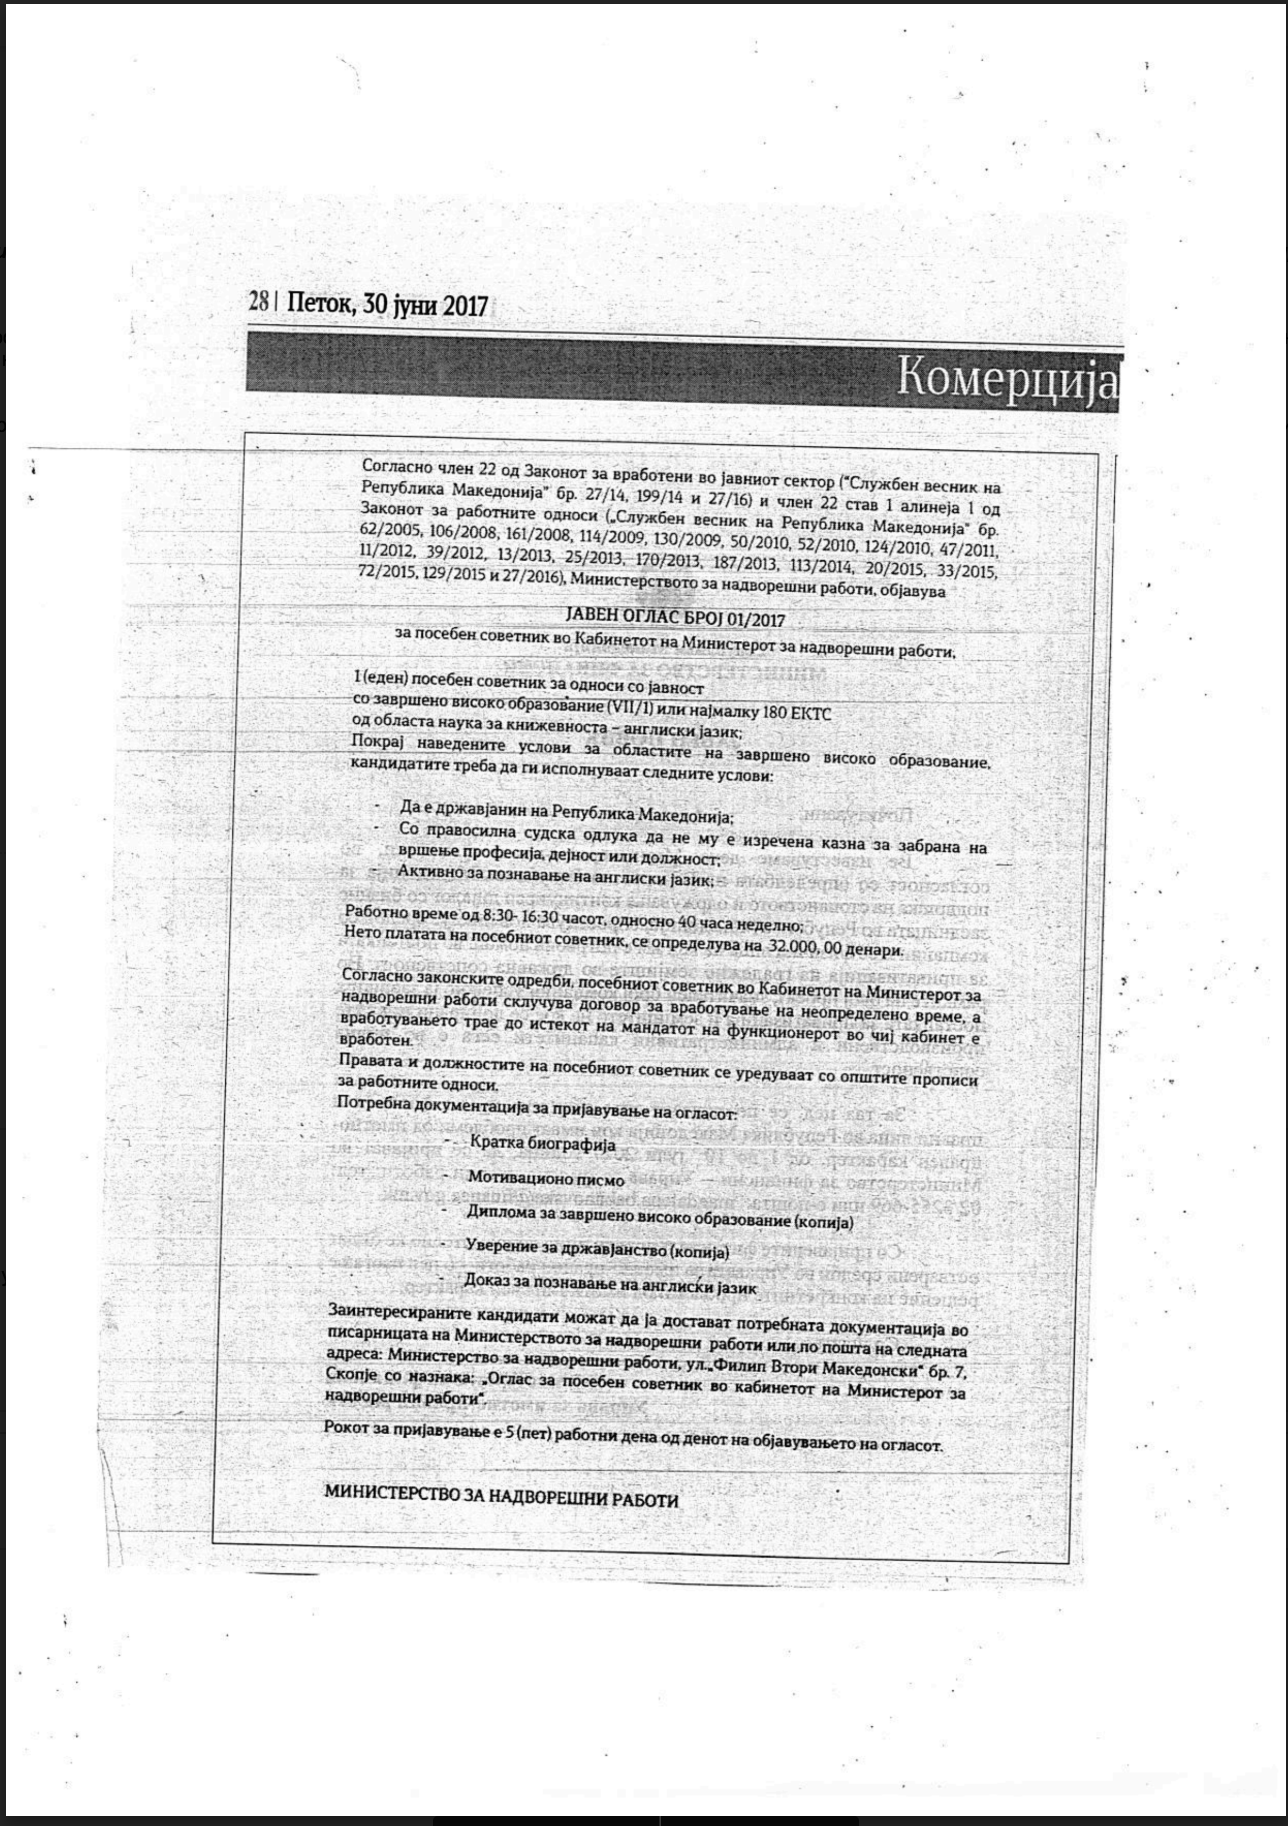 28 | Петок, 30 јуни 2017
Комерција
Согласно член 22 од Законот за вработени во јавниот сектор ("Службен весник на
Република Македонија" бр. 27/14, 199/14 и 27/16) и член 22 став 1 алинеја 1 од
Законот за работните односи („Службен весник на Република Македонија" бр.
62/2005, 106/2008, 161/2008, 114/2009, 130/2009, 50/2010, 52/2010, 124/2010, 47/2011,
11/2012, 39/2012, 13/2013, 25/2013, 170/2013, 187/2013, 113/2014, 20/2015, 33/2015,
72/2015, 129/2015 и 27/2016), Министерството за надворешни работи, објавува
ЈАВЕН ОГЛАС БРОЈ 01/2017
за посебен советник во Кабинетот на Министерот за надворешни работи,
1 (еден) посебен советник за односи со јавност
со завршено високо образование (VII/1) или најмалку 180 ЕКТС
од областа наука за книжевноста – англиски јазик;
Покрај наведените услови за областите на завршено високо образование,
кандидатите треба да ги исполнуваат следните услови:
- Да е државјанин на Република Македонија;
- Со правосилна судска одлука да не му е изречена казна за забрана на
вршење професија, дејност или должност;
- Активно за познавање на англиски јазик;
Работно време од 8:30- 16:30 часот, односно 40 часа неделно;
Нето платата на посебниот советник, се определува на 32.000, 00 денари.
Согласно законските одредби, посебниот советник во Кабинетот на Министерот за
надворешни работи склучува договор за вработување на неопределено време, а
вработувањето трае до истекот на мандатот на функционерот во чиј кабинет е
вработен.
Правата и должностите на посебниот советник се уредуваат со општите прописи
за работните односи.
Потребна документација за пријавување на огласот:
- Кратка биографија
- Мотивационо писмо
- Диплома за завршено високо образование (копија)
- Уверение за државјанство (копија)
- Доказ за познавање на англиски јазик
Заинтересираните кандидати можат да ја достават потребната документација во
писарницата на Министерството за надворешни работи или по пошта на следната
адреса: Министерство за надворешни работи, ул.„Филип Втори Македонски" бр. 7,
Скопје со назнака: „Оглас за посебен советник во кабинетот на Министерот за
надворешни работи".
Рокот за пријавување е 5 (пет) работни дена од денот на објавувањето на огласот.
МИНИСТЕРСТВО ЗА НАДВОРЕШНИ РАБОТИ